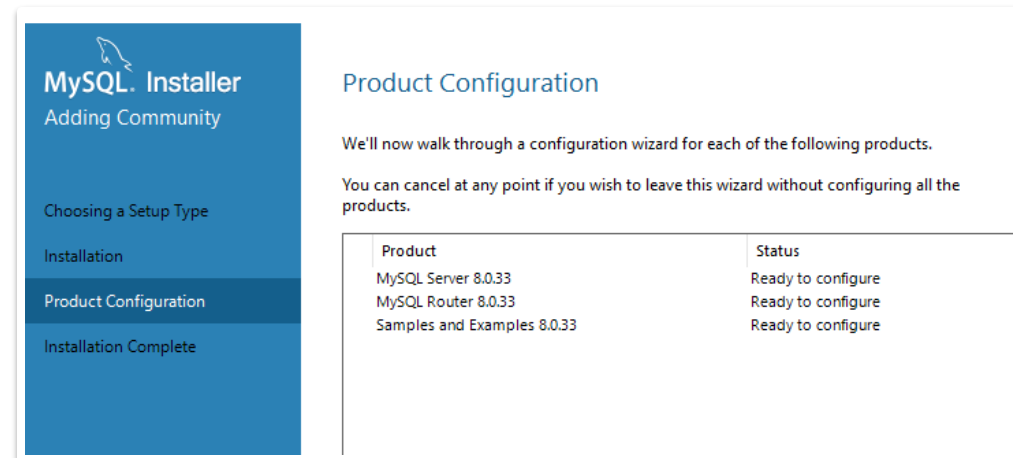 MySQL. Installer
Adding Community
Choosing a Setup Type
Installation
Product Configuration
Installation Complete
Product Configuration
We'll now walk through a configuration wizard for each of the following products.
You can cancel at any point if you wish to leave this wizard without configuring all the
products.
Product Status
MySQL Server 8.0.33 Ready to configure
MySQL Router 8.0.33 Ready to configure
Samples and Examples 8.0.33 Ready to configure